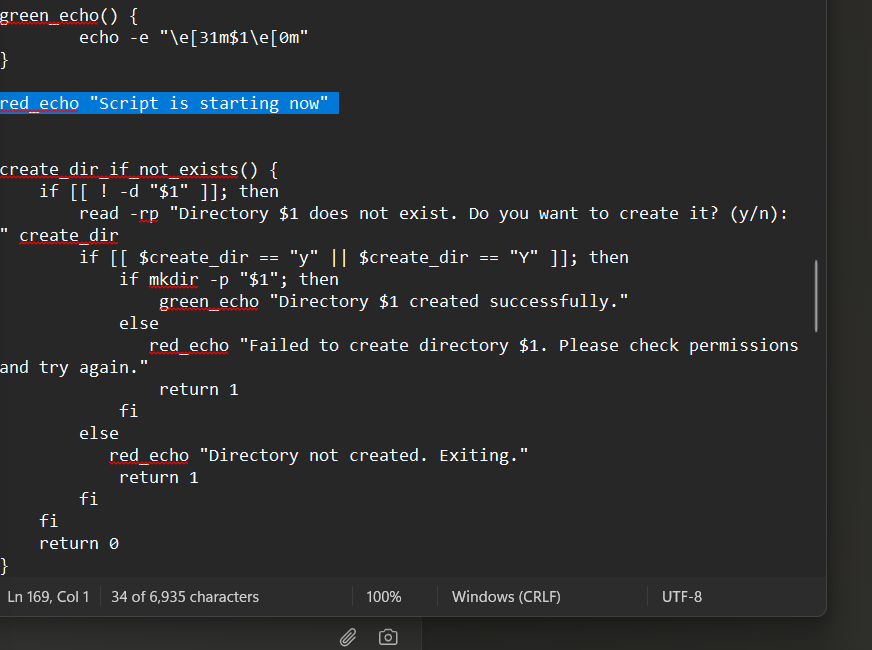 green_echo() {
        echo -e "\e[31m$1\e[0m"
}
red_echo "Script is starting now"
create_dir_if_not_exists() {
    if [[ ! -d "$1" ]]; then
        read -rp "Directory $1 does not exist. Do you want to create it? (y/n):
" create_dir
        if [[ $create_dir == "y" || $create_dir == "Y" ]]; then
            if mkdir -p "$1"; then
                green_echo "Directory $1 created successfully."
            else
               red_echo "Failed to create directory $1. Please check permissions
and try again."
                return 1
            fi
        else
           red_echo "Directory not created. Exiting."
            return 1
        fi
    fi
    return 0
}
Ln 169, Col 1 34 of 6,935 characters 100% Windows (CRLF) UTF-8